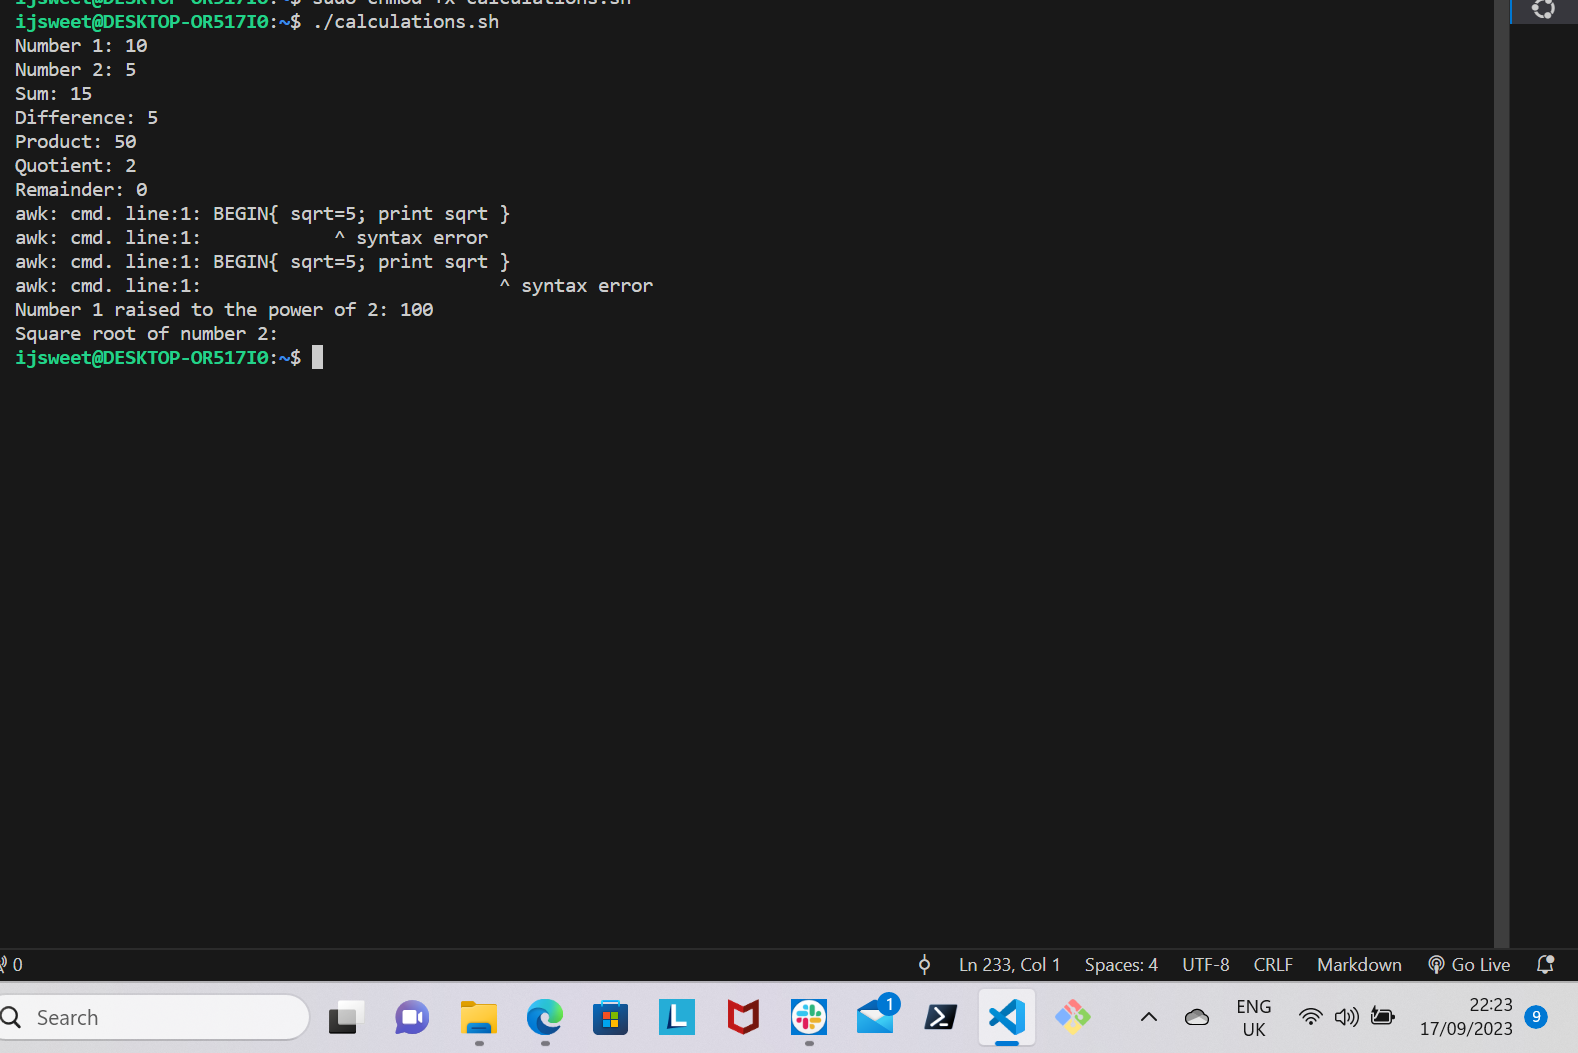 ijsweet@DESKTOP-OR517I0:~$ sudo chmod +x calculations.sh
ijsweet@DESKTOP-OR517I0:~$ ./calculations.sh
Number 1: 10
Number 2: 5
Sum: 15
Difference: 5
Product: 50
Quotient: 2
Remainder: 0
awk: cmd. line:1: BEGIN{ sqrt=5; print sqrt }
awk: cmd. line:1:            ^ syntax error
awk: cmd. line:1: BEGIN{ sqrt=5; print sqrt }
awk: cmd. line:1:                           ^ syntax error
Number 1 raised to the power of 2: 100
Square root of number 2:
ijsweet@DESKTOP-OR517I0:~$
0 Ln 233, Col 1 Spaces: 4 UTF-8 CRLF Markdown Go Live
Search L 1 ENG UK 22:23 17/09/2023 9